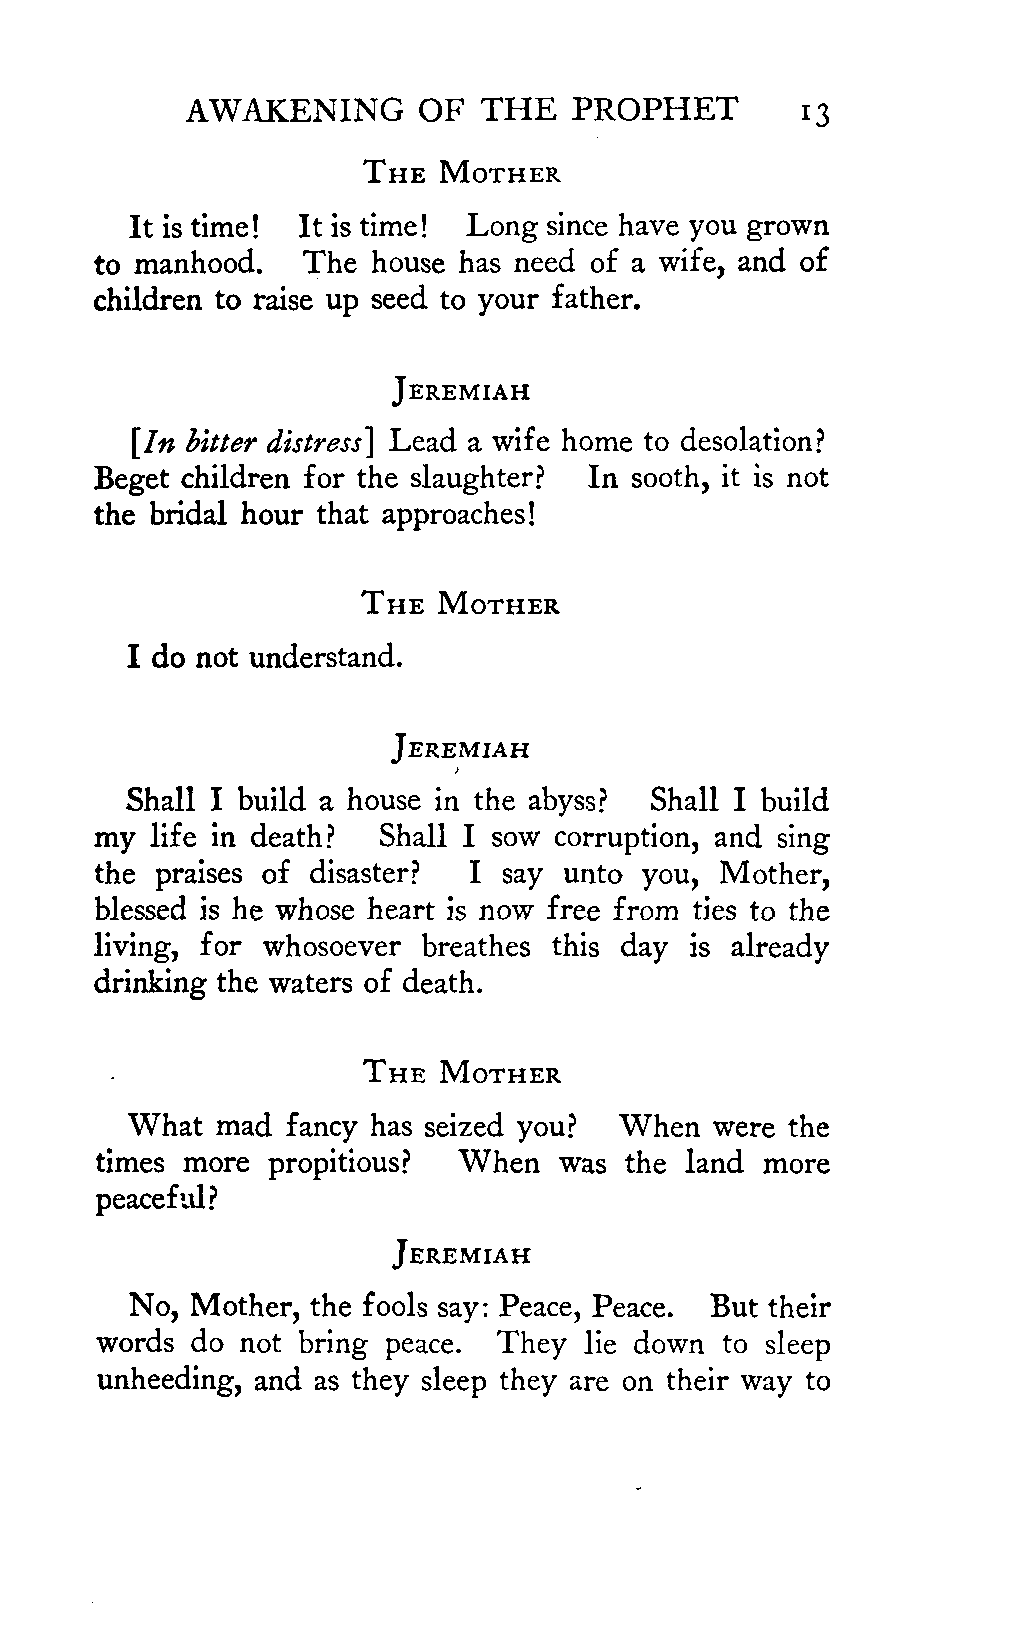 AWAKENING OF THE PROPHET 13
THE MOTHER
It is time! It is time! Long since have you grown
to manhood. The house has need of a wife, and of
children to raise up seed to your father.
JEREMIAH
[In bitter distress] Lead a wife home to desolation?
Beget children for the slaughter? In sooth, it is not
the bridal hour that approaches!
THE MOTHER
I do not understand.
JEREMIAH
Shall I build a house in the abyss? Shall I build
my life in death? Shall I sow corruption, and sing
the praises of disaster? I say unto you, Mother,
blessed is he whose heart is now free from ties to the
living, for whosoever breathes this day is already
drinking the waters of death.
THE MOTHER
What mad fancy has seized you? When were the
times more propitious? When was the land more
peaceful?
JEREMIAH
No, Mother, the fools say: Peace, Peace. But their
words do not bring peace. They lie down to sleep
unheeding, and as they sleep they are on their way to